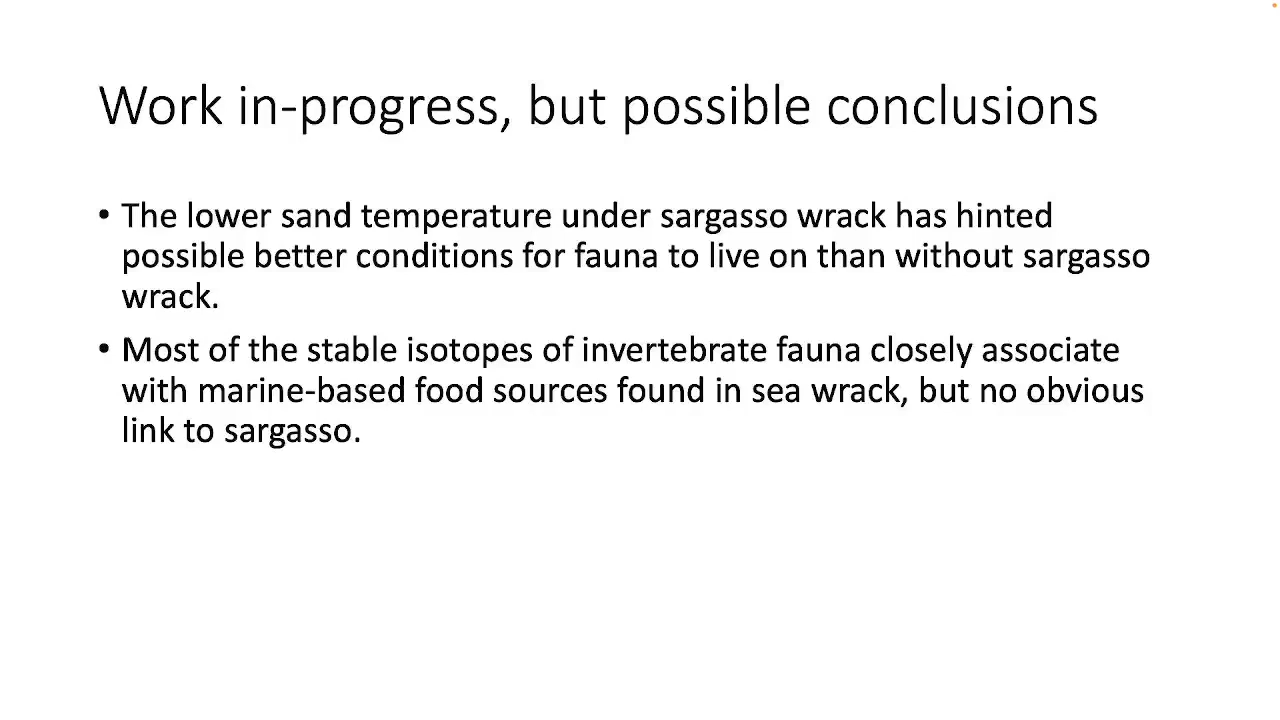 Work in-progress, but possible conclusions
• The lower sand temperature under sargasso wrack has hinted
possible better conditions for fauna to live on than without sargasso
wrack.
• Most of the stable isotopes of invertebrate fauna closely associate
with marine-based food sources found in sea wrack, but no obvious
link to sargasso.